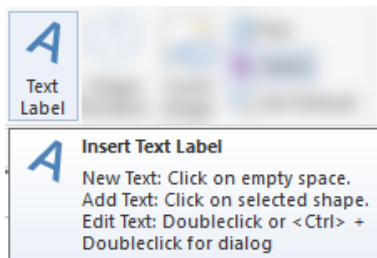 Text
Label
Insert Text Label
New Text: Click on empty space.
Add Text: Click on selected shape.
Edit Text: Doubleclick or <Ctrl> +
Doubleclick for dialog